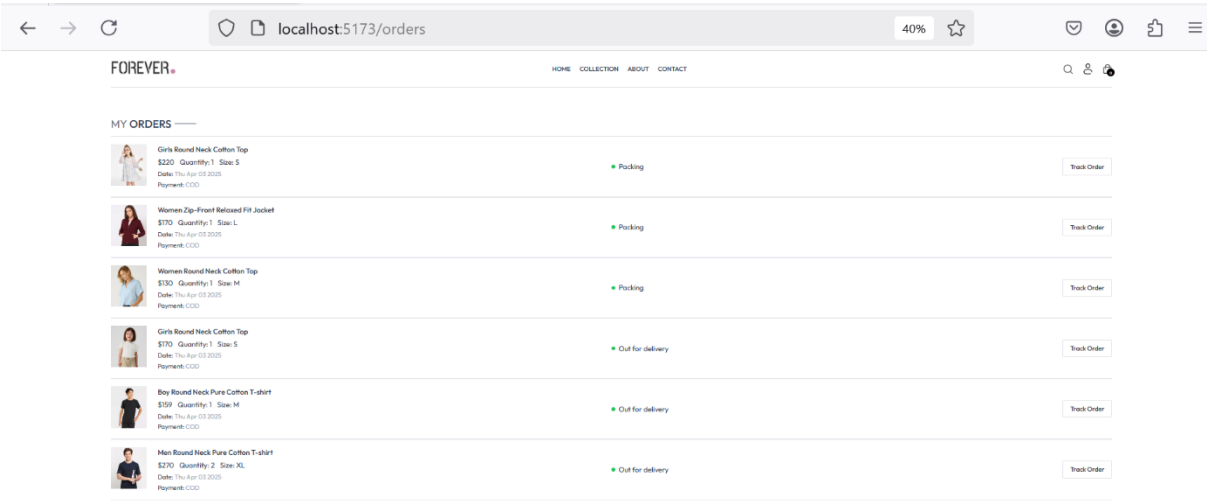 localhost:5173/orders
40%
FOREVER.
HOME COLLECTION ABOUT CONTACT
MY ORDERS
Girls Round Neck Cotton Top
$220 Quantity: 1 Size: S
Date: Thu Apr 03 2025
Payment: COD
Packing
Track Order
Women Zip-Front Relaxed Fit Jacket
$170 Quantity: 1 Size: L
Date: Thu Apr 03 2025
Payment: COD
Packing
Track Order
Women Round Neck Cotton Top
$130 Quantity: 1 Size: M
Date: Thu Apr 03 2025
Payment: COD
Packing
Track Order
Girls Round Neck Cotton Top
$170 Quantity: 1 Size: S
Date: Thu Apr 03 2025
Payment: COD
Out for delivery
Track Order
Boy Round Neck Pure Cotton T-shirt
$159 Quantity: 1 Size: M
Date: Thu Apr 03 2025
Payment: COD
Out for delivery
Track Order
Men Round Neck Pure Cotton T-shirt
$270 Quantity: 2 Size: XL
Date: Thu Apr 03 2025
Payment: COD
Out for delivery
Track Order